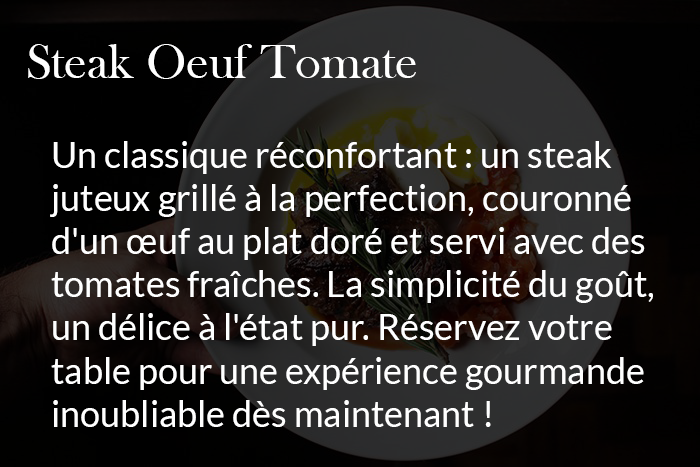 Steak Oeuf Tomate
Un classique réconfortant : un steak
juteux grillé à la perfection, couronné
d'un œuf au plat doré et servi avec des
tomates fraîches. La simplicité du goût,
un délice à l'état pur. Réservez votre
table pour une expérience gourmande
inoubliable dès maintenant !